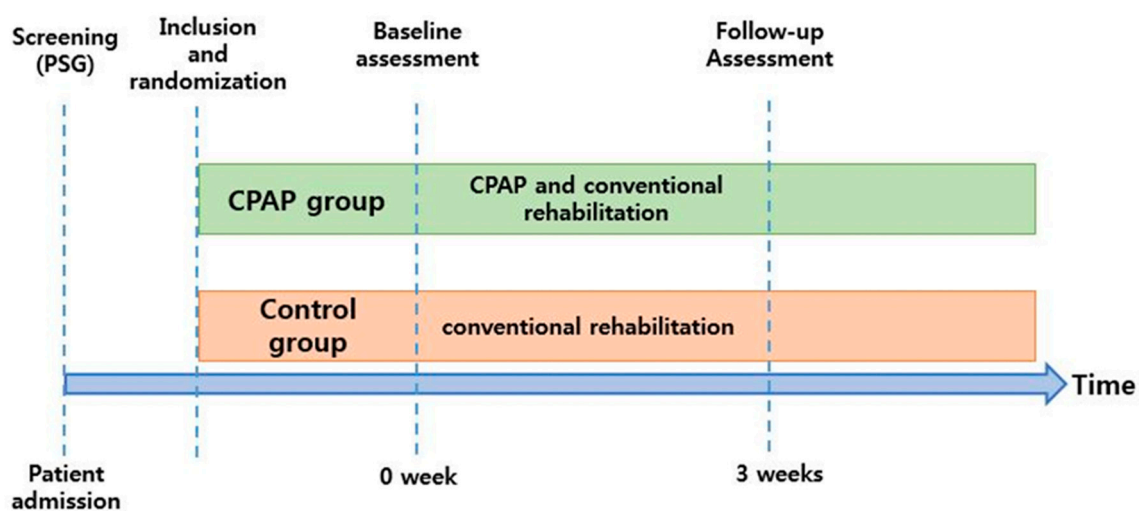 Screening
(PSG)
Inclusion
and
randomization
Baseline
assessment
Follow-up
Assessment
CPAP group
CPAP and conventional
rehabilitation
Control
group
conventional rehabilitation
Time
Patient
admission
0 week
3 weeks